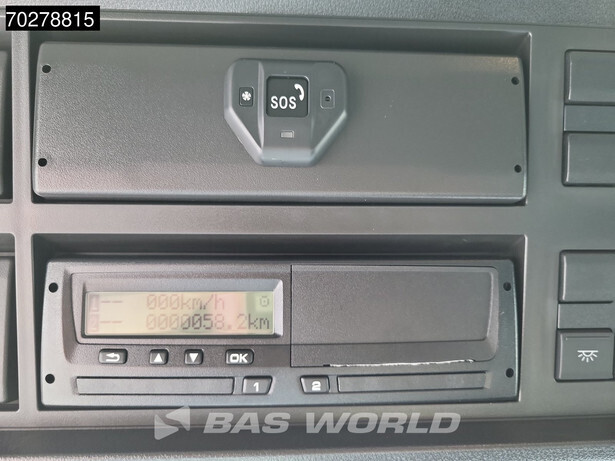 70278815
SOS
-- 000km/h
-- 0000058,2km
OK
1
2
BAS WORLD